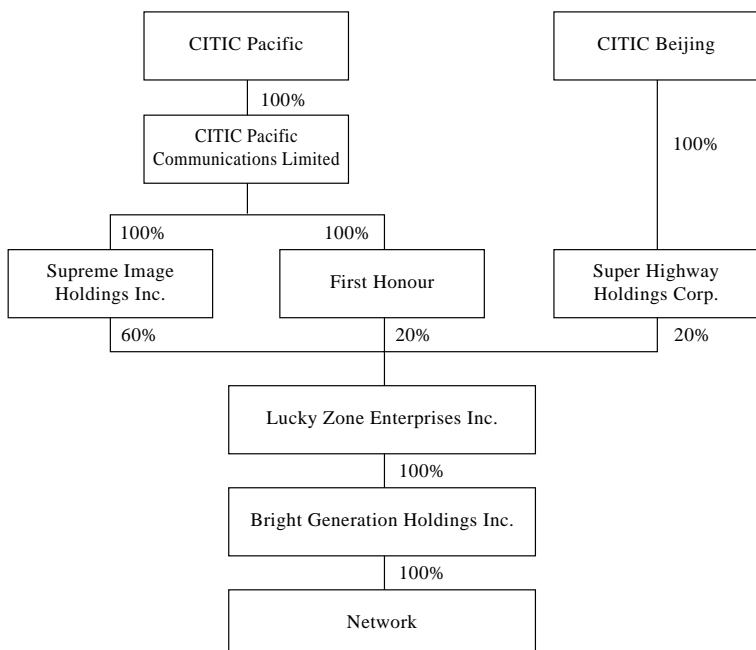 CITIC Pacific
CITIC Beijing
100%
CITIC Pacific
Communications Limited
100%
100%
100%
Supreme Image
Holdings Inc.
First Honour
Super Highway
Holdings Corp.
60%
20%
20%
Lucky Zone Enterprises Inc.
100%
Bright Generation Holdings Inc.
100%
Network